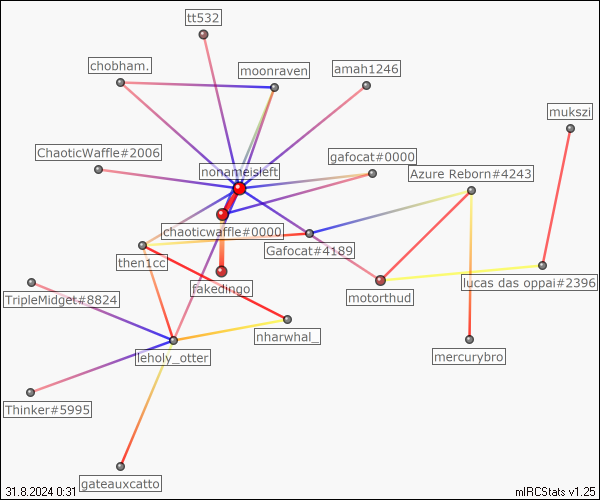 tt532
chobham.
moonraven
amah1246
mukszi
ChaoticWaffle#2006
nonameisleft
gafocat#0000
Azure Reborn#4243
chaoticwaffle#0000
Gafocat#4189
then1cc
fakedingo
motorthud
lucas das oppai#2396
TripleMidget#8824
nharwhal_
leholy_otter
mercurybro
Thinker#5995
gateauxcatto
31.8.2024 0:31
mIRCStats v1.25